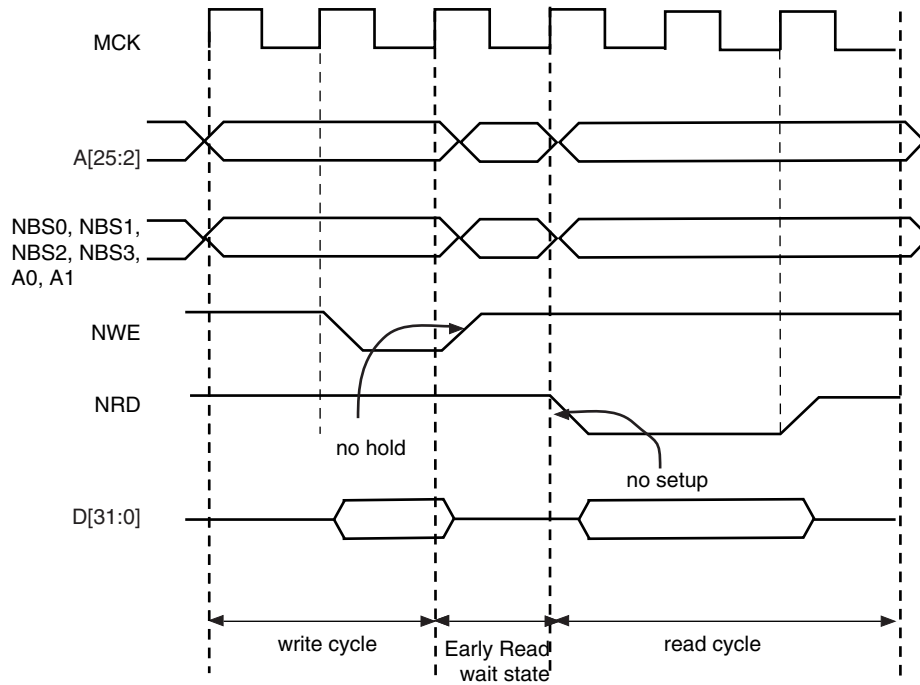 MCK
A[25:2]
NBS0, NBS1,
NBS2, NBS3,
A0, A1
NWE
NRD
no hold
no setup
D[31:0]
write cycle
Early Read
wait state
read cycle